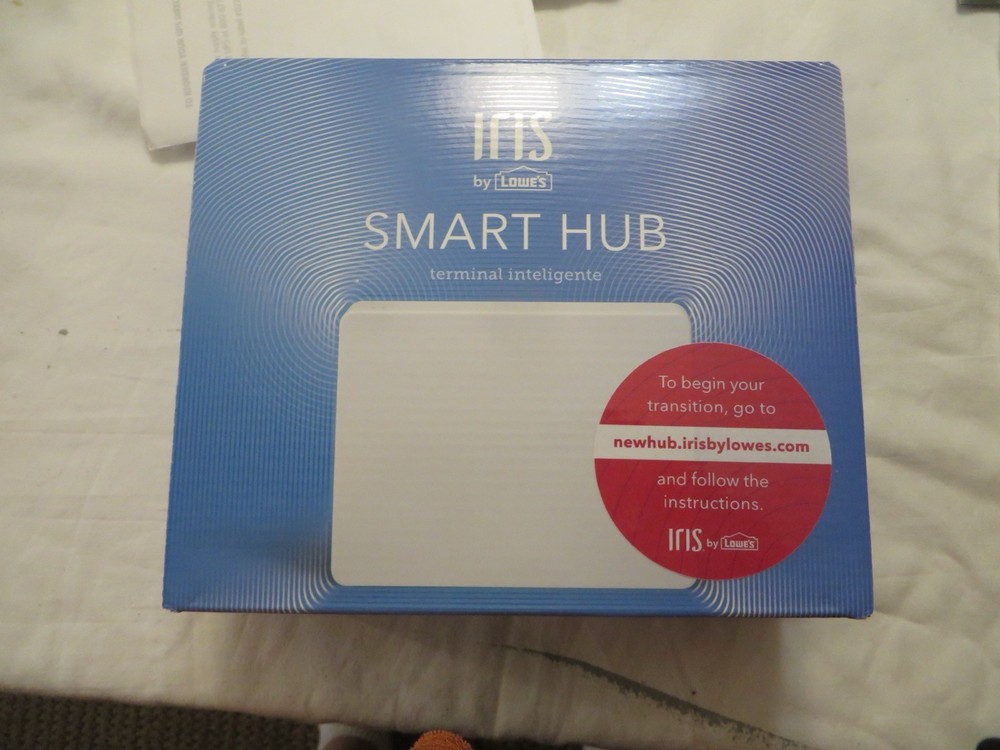 Iris
by LOWE'S
SMART HUB
terminal inteligente
To begin your
transition, go to
newhub.irisbylowes.com
and follow the
instructions.
Iris by LOWE'S